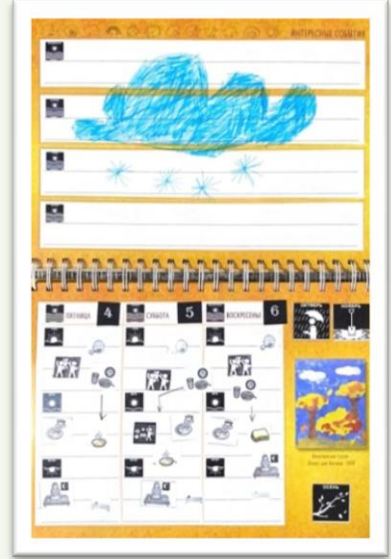 ИНТЕРЕСНЫЕ СОБЫТИЯ
ПЯТНИЦА 4
СУББОТА 5
ВОСКРЕСЕНЬЕ 6
ОКТЯБРЬ
НОЯБРЬ
ОСЕНЬ